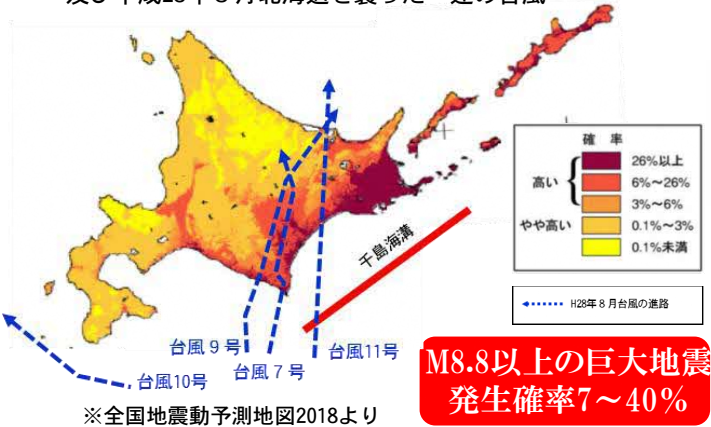 確 率
26%以上
高い
6%～26%
3%～6%
やや高い
0.1%～3%
0.1%未満
千島海溝
H28年８月台風の進路
台風９号
台風７号
台風11号
台風10号
M8.8以上の巨大地震
発生確率7～40%
※全国地震動予測地図2018より